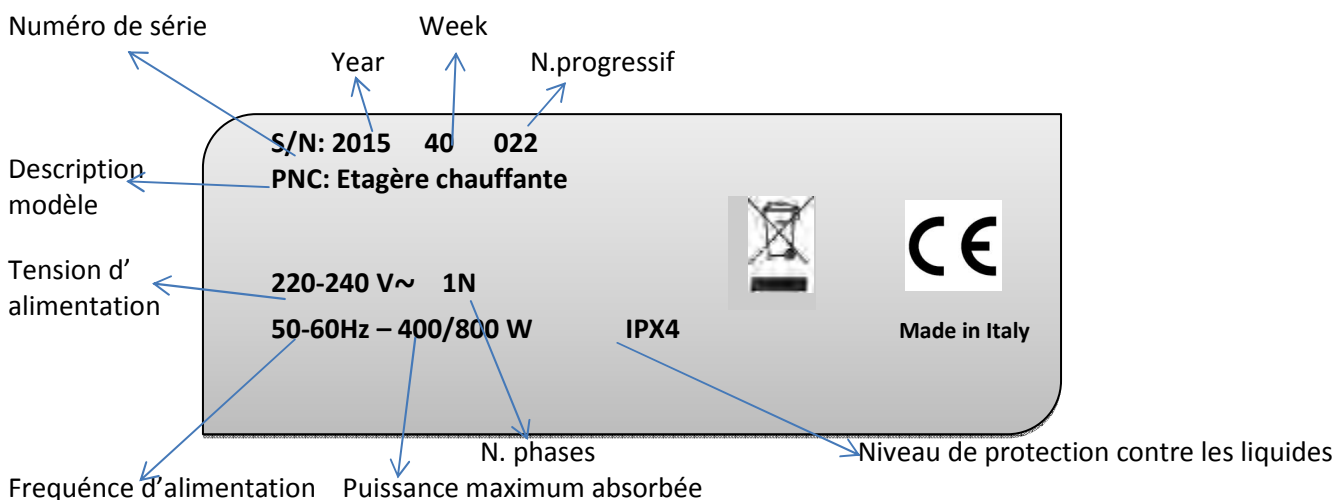 Numéro de série Week
Year N.progressif
S/N: 2015 40 022
Description modèle
PNC: Etagère chauffante
CE
Tension d' alimentation
220-240 V~ 1N
50-60Hz – 400/800 W IPX4 Made in Italy
N. phases Niveau de protection contre les liquides
Frequénce d'alimentation Puissance maximum absorbée